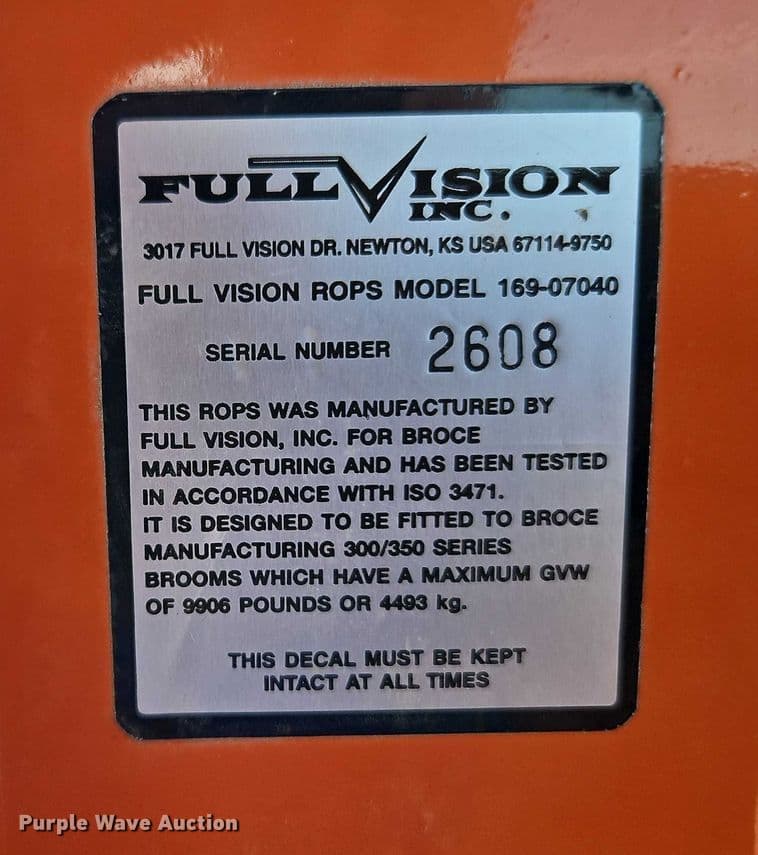 FULL VISION
INC.
3017 FULL VISION DR. NEWTON, KS USA 67114-9750
FULL VISION ROPS MODEL 169-07040
SERIAL NUMBER 2608
THIS ROPS WAS MANUFACTURED BY
FULL VISION, INC. FOR BROCE
MANUFACTURING AND HAS BEEN TESTED
IN ACCORDANCE WITH ISO 3471.
IT IS DESIGNED TO BE FITTED TO BROCE
MANUFACTURING 300/350 SERIES
BROOMS WHICH HAVE A MAXIMUM GVW
OF 9906 POUNDS OR 4493 kg.
THIS DECAL MUST BE KEPT
INTACT AT ALL TIMES
Purple Wave Auction